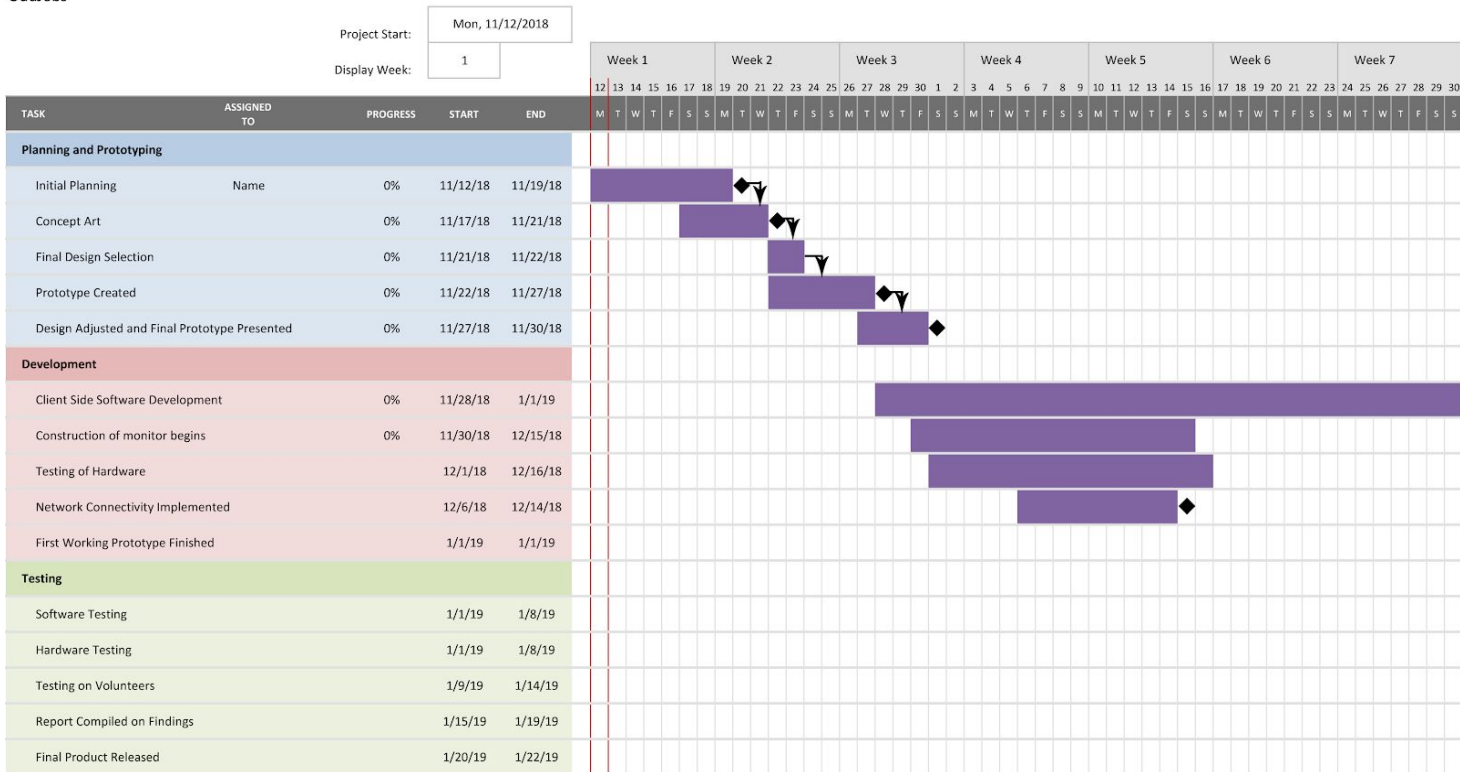 Project Start: Mon, 11/12/2018
Display Week: 1
Week 1 Week 2 Week 3 Week 4 Week 5 Week 6 Week 7
12 13 14 15 16 17 18 19 20 21 22 23 24 25 26 27 28 29 30 1 2 3 4 5 6 7 8 9 10 11 12 13 14 15 16 17 18 19 20 21 22 23 24 25 26 27 28 29 30
TASK ASSIGNED TO PROGRESS START END M T W T F S S M T W T F S S M T W T F S S M T W T F S S M T W T F S S M T W T F S S M T W T F S S
Planning and Prototyping
Initial Planning Name 0% 11/12/18 11/19/18
Concept Art 0% 11/17/18 11/21/18
Final Design Selection 0% 11/21/18 11/22/18
Prototype Created 0% 11/22/18 11/27/18
Design Adjusted and Final Prototype Presented 0% 11/27/18 11/30/18
Development
Client Side Software Development 0% 11/28/18 1/1/19
Construction of monitor begins 0% 11/30/18 12/15/18
Testing of Hardware 12/1/18 12/16/18
Network Connectivity Implemented 12/6/18 12/14/18
First Working Prototype Finished 1/1/19 1/1/19
Testing
Software Testing 1/1/19 1/8/19
Hardware Testing 1/1/19 1/8/19
Testing on Volunteers 1/9/19 1/14/19
Report Compiled on Findings 1/15/19 1/19/19
Final Product Released 1/20/19 1/22/19